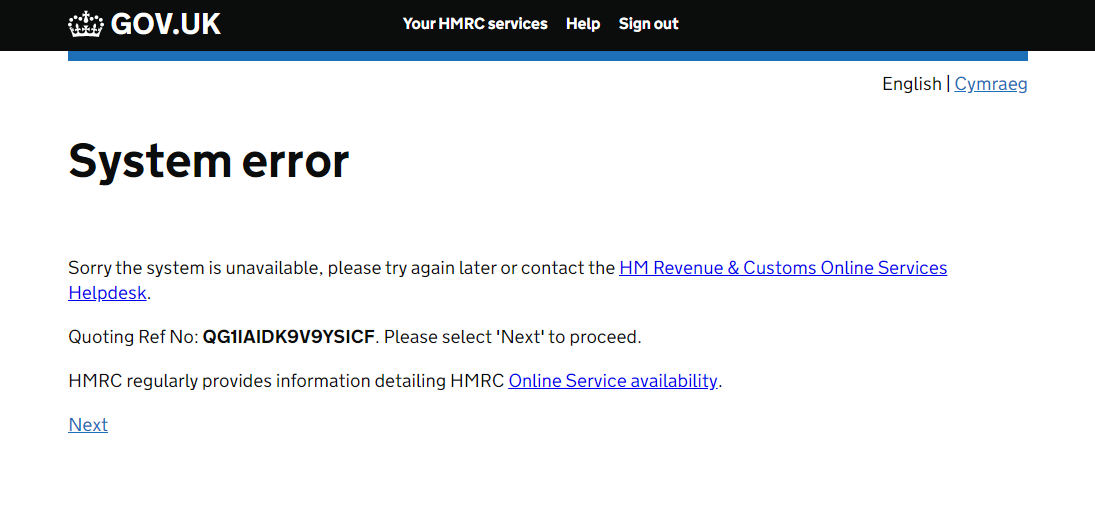 GOV.UK Your HMRC services Help Sign out
English | Cymraeg
System error
Sorry the system is unavailable, please try again later or contact the HM Revenue & Customs Online Services
Helpdesk.
Quoting Ref No: QG1IAIDK9V9YSICF. Please select 'Next' to proceed.
HMRC regularly provides information detailing HMRC Online Service availability.
Next